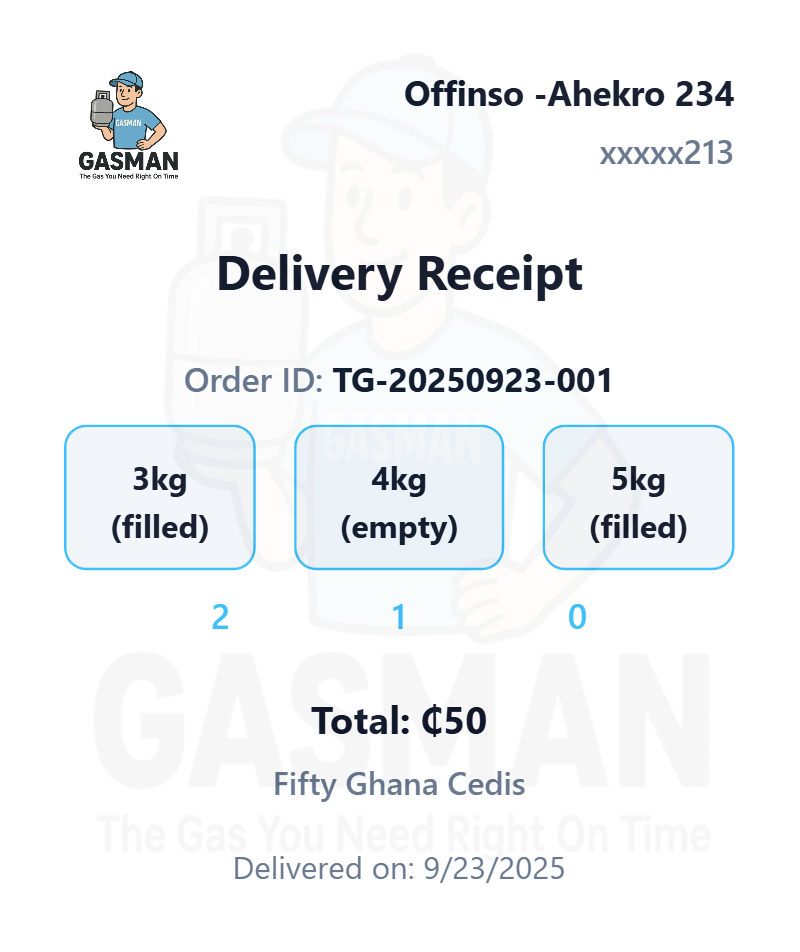 GASMAN
GASMAN
The Gas You Need Right On Time
Offinso -Ahekro 234
xxxxx213
Delivery Receipt
Order ID: TG-20250923-001
GASMAN
3kg
(filled)
4kg
(empty)
5kg
(filled)
2 1 0
GASMAN
Total: ₵50
Fifty Ghana Cedis
The Gas You Need Right On Time
Delivered on: 9/23/2025